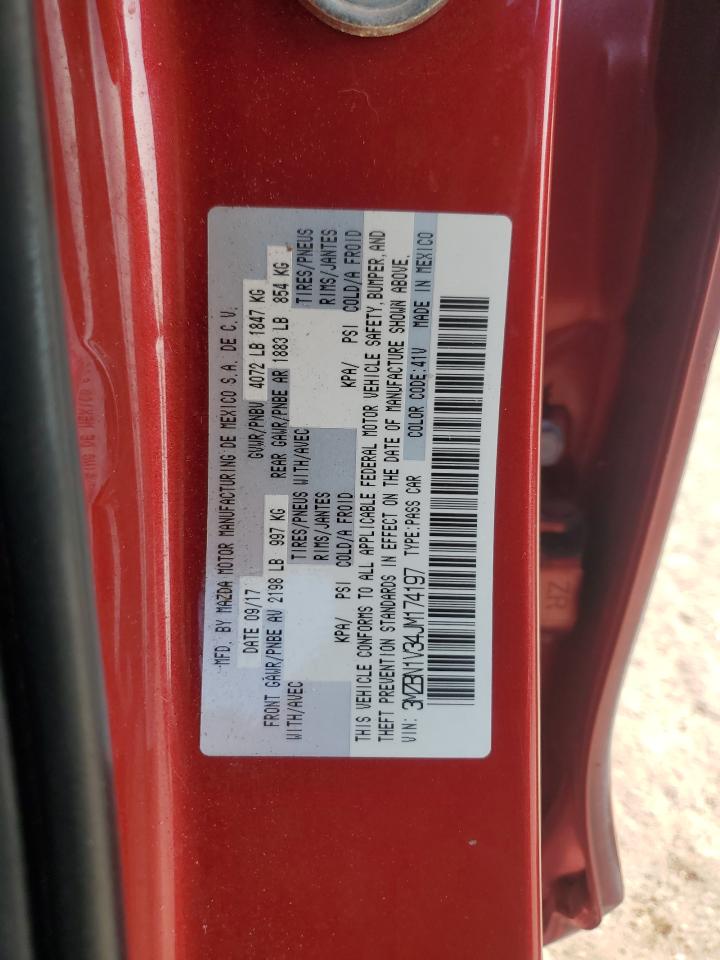 MFD. BY MAZDA MOTOR MANUFACTURING DE MEXICO S.A. DE C.V.
DATE 09/17 GVWR/PNBV 4072 LB 1847 KG
FRONT GAWR/PNBE AV 2198 LB 997 KG REAR GAWR/PNBE AR 1883 LB 854 KG
WITH/AVEC TIRES/PNEUS WITH/AVEC TIRES/PNEUS
RIMS/JANTES RIMS/JANTES
KPA/ PSI COLD/A FROID KPA/ PSI COLD/A FROID
THIS VEHICLE CONFORMS TO ALL APPLICABLE FEDERAL MOTOR VEHICLE SAFETY, BUMPER, AND
THEFT PREVENTION STANDARDS IN EFFECT ON THE DATE OF MANUFACTURE SHOWN ABOVE.
VIN: 3MZBN1V34JM174197 TYPE:PASS CAR COLOR CODE:41V MADE IN MEXICO
ZR